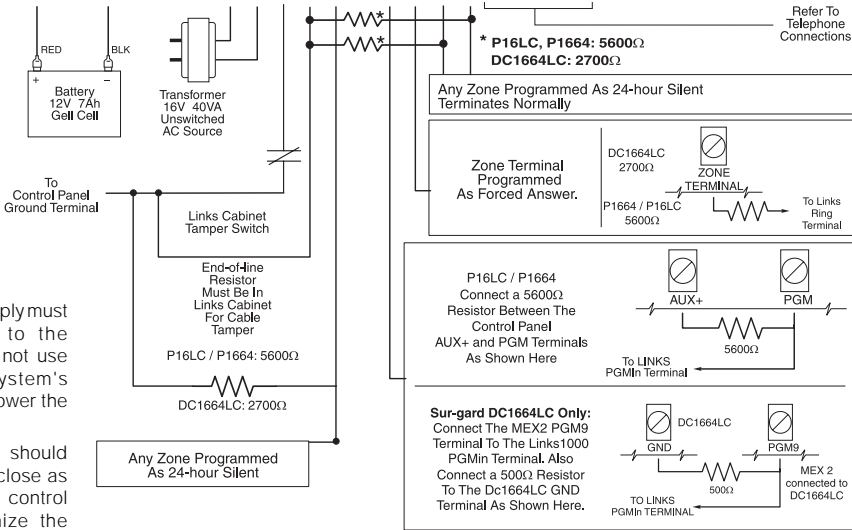 RED
BLK
+
–
Battery
12V 7Ah
Gell Cell
Transformer
16V 40VA
Unswitched
AC Source
To
Control Panel
Ground Terminal
Links Cabinet
Tamper Switch
End-of-line
Resistor
Must Be In
Links Cabinet
For Cable
Tamper
P16LC / P1664: 5600Ω
DC1664LC: 2700Ω
Any Zone Programmed
As 24-hour Silent
ply must
to the
not use
ystem's
ower the
should
close as
control
ize the
*
*
Refer To
Telephone
Connections
* P16LC, P1664: 5600Ω
DC1664LC: 2700Ω
Any Zone Programmed As 24-hour Silent
Terminates Normally
Zone Terminal
Programmed
As Forced Answer.
DC1664LC
2700Ω
P1664 / P16LC
5600Ω
ZONE
TERMINAL
To Links
Ring
Terminal
P16LC / P1664
Connect a 5600Ω
Resistor Between The
Control Panel
AUX+ and PGM Terminals
As Shown Here
AUX+
PGM
5600Ω
To LINKS
PGMIn Terminal
Sur-gard DC1664LC Only:
Connect The MEX2 PGM9
Terminal To The Links1000
PGMin Terminal. Also
Connect a 500Ω Resistor
To The Dc1664LC GND
Terminal As Shown Here.
DC1664LC
GND
PGM9
500Ω
MEX 2
connected to
DC1664LC
TO LINKS
PGMIn TERMINAL